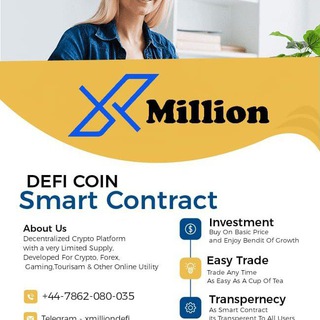 X Million
DEFI COIN
Smart Contract
About Us
Decentralized Crypto Platform
with a very Limited Supply,
Developed For Crypto, Forex,
Gaming,Tourisam & Other Online Utility
+44-7862-080-035
Telegram - xmilliondefi
Investment
Buy On Basic Price
and Enjoy Bendit Of Growth
Easy Trade
Trade Any Time
As Easy As A Cup Of Tea
Transpernecy
As Smart Contract
its Transperent To All Users